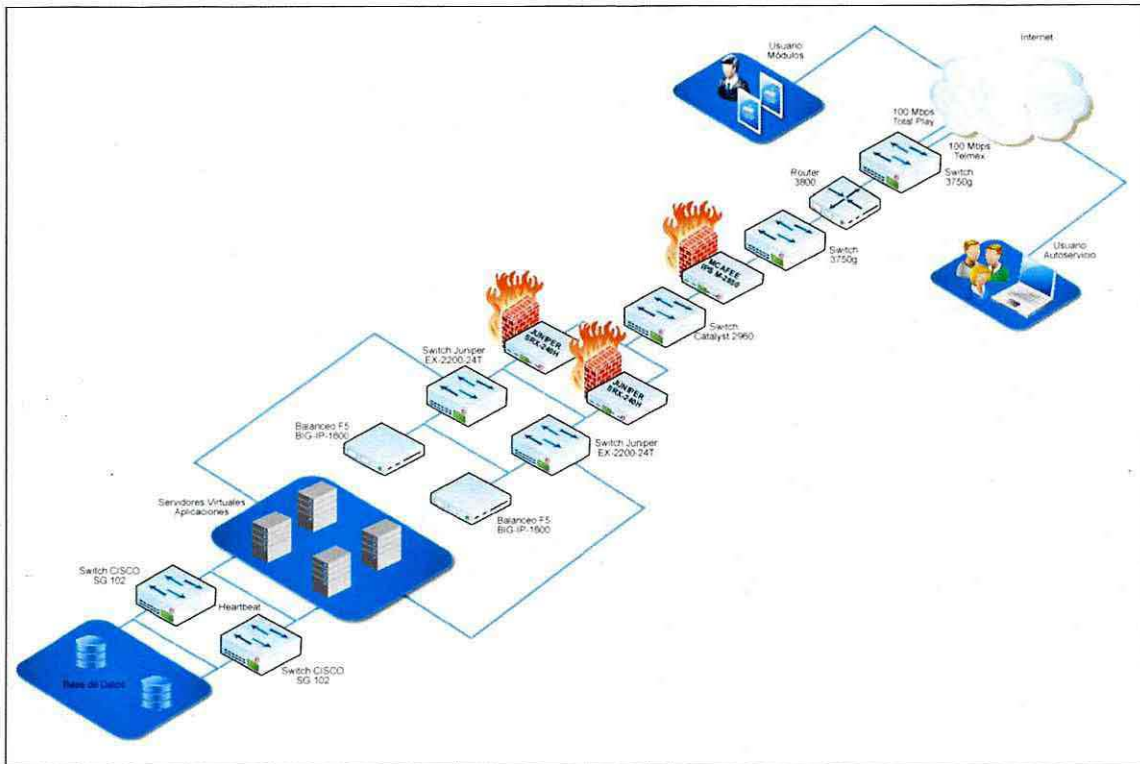 Usuario
Módulos
Internet
100 Mbps
Total Play
100 Mbps
Telmex
Switch
3750g
Router
3800
Switch
3750g
Usuario
Autoservicio
MCAFEE
IPS M-2850
Switch
Catalyst 2960
JUNIPER
SRX-240H
JUNIPER
SRX-240H
Switch Juniper
EX-2200-24T
Switch Juniper
EX-2200-24T
Balanceo F5
BIG-IP-1600
Balanceo F5
BIG-IP-1600
Servidores Virtuales
Aplicaciones
Switch CISCO
SG 102
Heartbeat
Switch CISCO
SG 102
Base de Datos